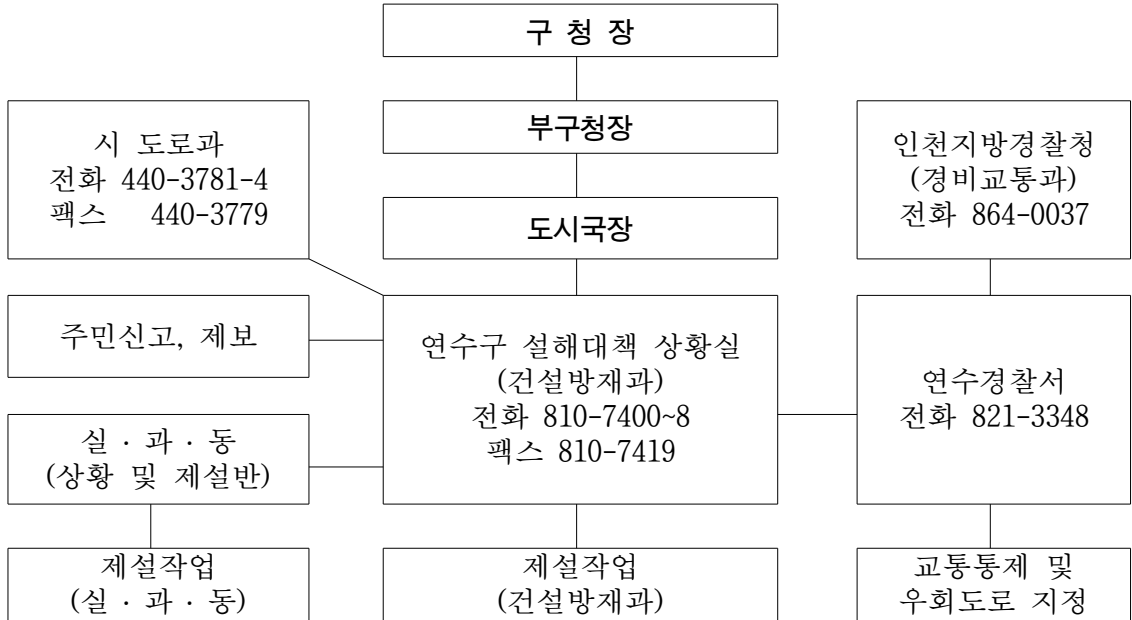 구 청 장
부구청장
도시국장
시 도로과
전화 440-3781-4
팩스 440-3779
인천지방경찰청
(경비교통과)
전화 864-0037
주민신고, 제보
연수구 설해대책 상황실
(건설방재과)
전화 810-7400~8
팩스 810-7419
연수경찰서
전화 821-3348
실 · 과 · 동
(상황 및 제설반)
제설작업
(실 · 과 · 동)
제설작업
(건설방재과)
교통통제 및
우회도로 지정